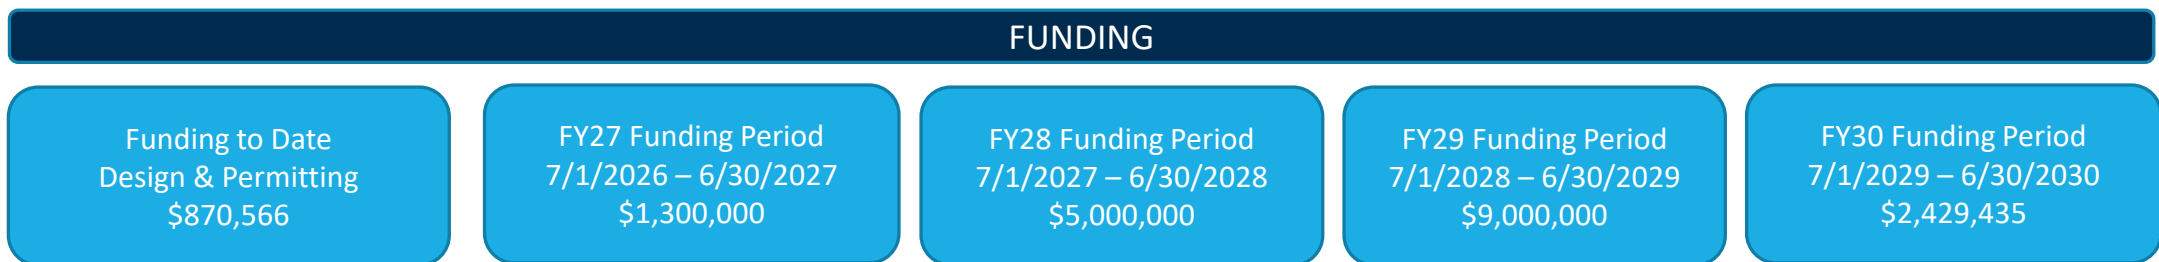 FUNDING
Funding to Date
Design & Permitting
$870,566
FY27 Funding Period
7/1/2026 – 6/30/2027
$1,300,000
FY28 Funding Period
7/1/2027 – 6/30/2028
$5,000,000
FY29 Funding Period
7/1/2028 – 6/30/2029
$9,000,000
FY30 Funding Period
7/1/2029 – 6/30/2030
$2,429,435